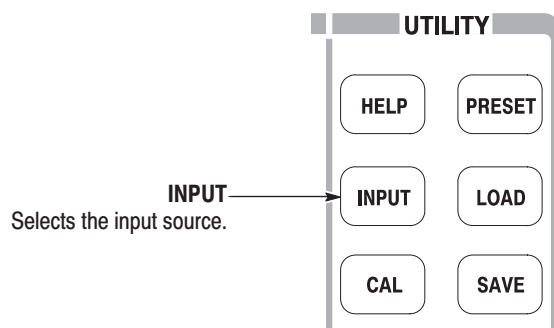 UTILITY
HELP PRESET
INPUT
Selects the input source.
INPUT LOAD
CAL SAVE